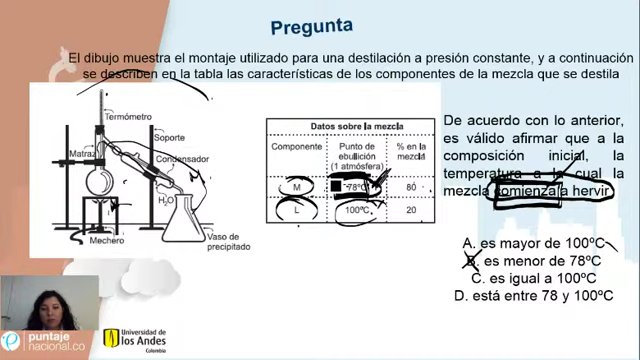 Pregunta
El dibujo muestra el montaje utilizado para una destilación a presión constante, y a continuación
se describen en la tabla las características de los componentes de la mezcla que se destila
Termómetro
Soporte
Matraz
Condensador
H₂O
Mechero
Vaso de
precipitado
Datos sobre la mezcla
Componente
Punto de
ebullición
(1 atmósfera)
% en la
mezcla
M
78ºC
80
L
100ºC
20
De acuerdo con lo anterior,
es válido afirmar que a la
composición inicial, la
temperatura a la cual la
mezcla comienza a hervir
A. es mayor de 100ºC
B. es menor de 78ºC
C. es igual a 100ºC
D. está entre 78 y 100ºC
puntaje
nacional.co
Universidad de
los Andes
Colombia